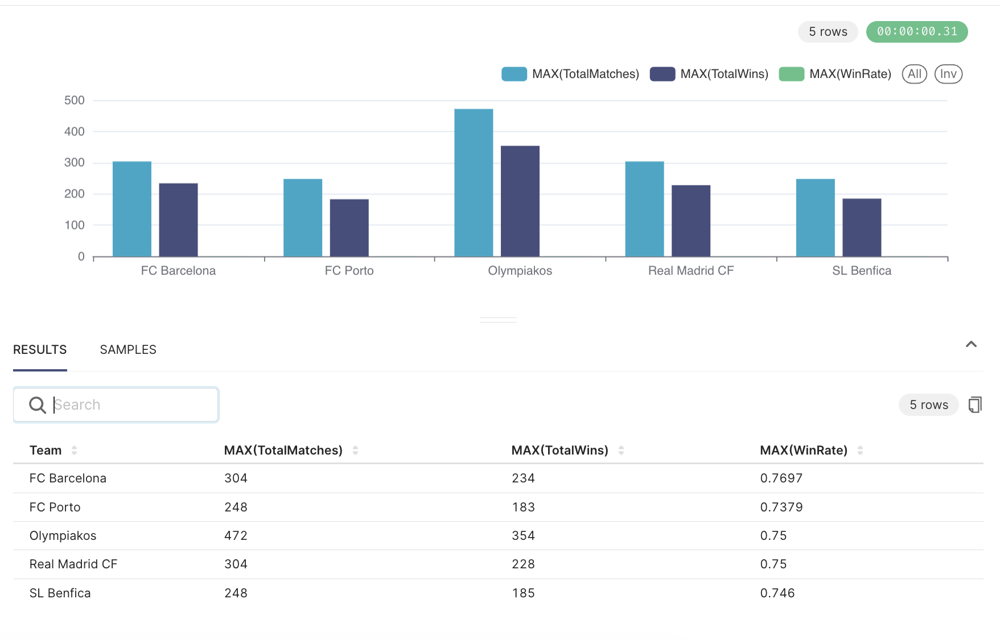 5 rows 00:00:00.31
MAX(TotalMatches) MAX(TotalWins) MAX(WinRate) All Inv
500
400
300
200
100
0
FC Barcelona FC Porto Olympiakos Real Madrid CF SL Benfica
RESULTS SAMPLES
Search 5 rows
Team MAX(TotalMatches) MAX(TotalWins) MAX(WinRate)
FC Barcelona 304 234 0.7697
FC Porto 248 183 0.7379
Olympiakos 472 354 0.75
Real Madrid CF 304 228 0.75
SL Benfica 248 185 0.746